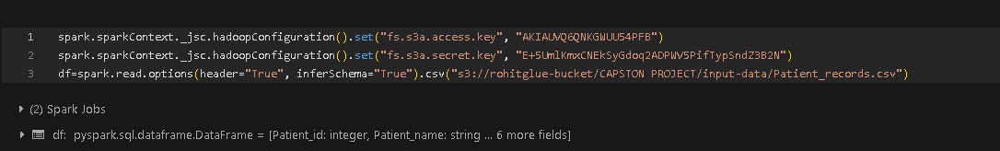 1 spark.sparkContext._jsc.hadoopConfiguration().set("fs.s3a.access.key", "AKIAUVQ6QNKGWUU54PFB")
2 spark.sparkContext._jsc.hadoopConfiguration().set("fs.s3a.secret.key", "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")
3 df=spark.read.options(header="True", inferSchema="True").csv("s3://rohitglue-bucket/CAPSTON PROJECT/input-data/Patient_records.csv")
(2) Spark Jobs
df: pyspark.sql.dataframe.DataFrame = [Patient_id: integer, Patient_name: string ... 6 more fields]